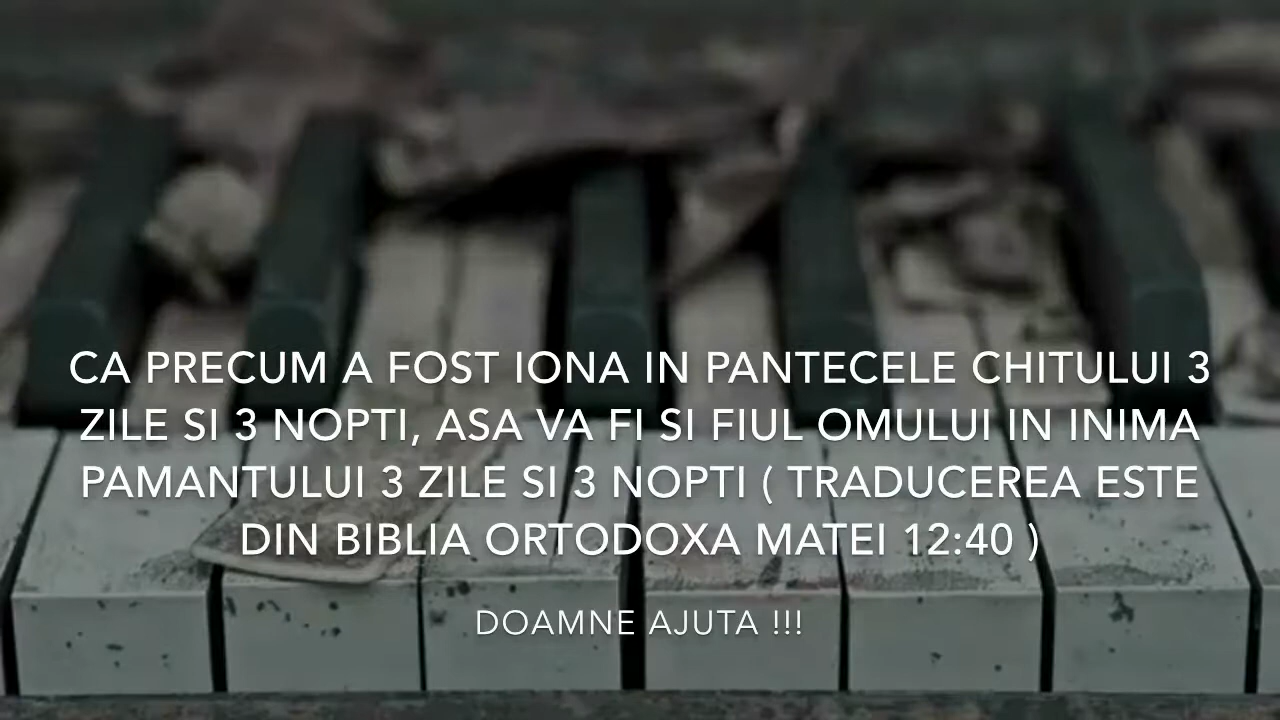 CA PRECUM A FOST IONA IN PANTECELE CHITULUI 3
ZILE SI 3 NOPTI, ASA VA FI SI FIUL OMULUI IN INIMA
PAMANTULUI 3 ZILE SI 3 NOPTI ( TRADUCEREA ESTE
DIN BIBLIA ORTODOXA MATEI 12:40 )
DOAMNE AJUTA !!!